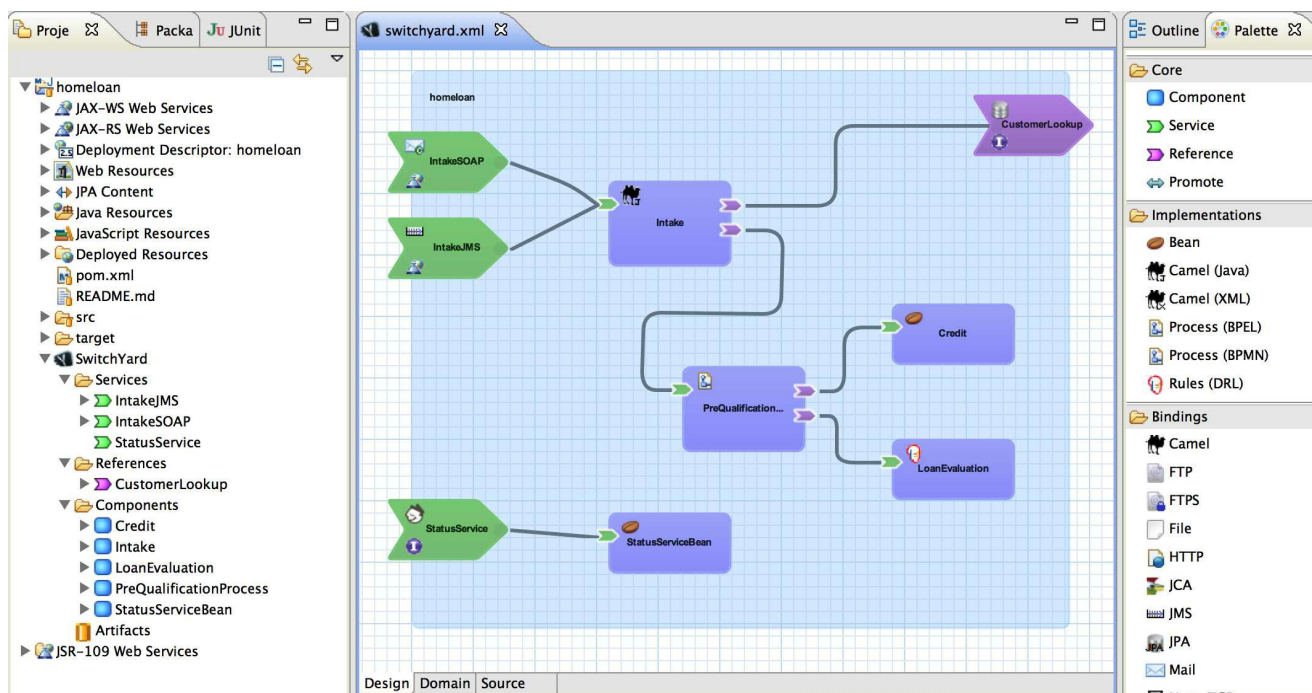 Proje
Packa
JUnit
homeloan
JAX-WS Web Services
JAX-RS Web Services
Deployment Descriptor: homeloan
Web Resources
JPA Content
Java Resources
JavaScript Resources
Deployed Resources
pom.xml
README.md
src
target
SwitchYard
Services
IntakeJMS
IntakeSOAP
StatusService
References
CustomerLookup
Components
Credit
Intake
LoanEvaluation
PreQualificationProcess
StatusServiceBean
Artifacts
JSR-109 Web Services
switchyard.xml
homeloan
CustomerLookup
IntakeSOAP
Intake
IntakeJMS
Credit
PreQualification...
LoanEvaluation
StatusService
StatusServiceBean
Design Domain Source
Outline
Palette
Core
Component
Service
Reference
Promote
Implementations
Bean
Camel (Java)
Camel (XML)
Process (BPEL)
Process (BPMN)
Rules (DRL)
Bindings
Camel
FTP
FTPS
File
HTTP
JCA
JMS
JPA
Mail